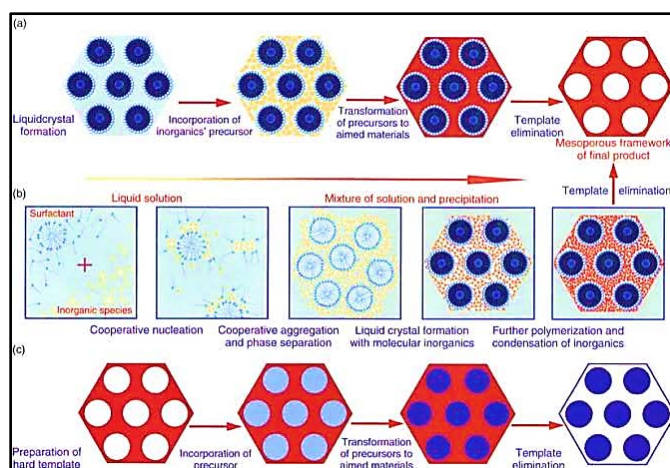 (a)
Liquidcrystal
formation
Incorporation of
inorganics' precursor
Transformation
of precursors to
aimed materials
Template
elimination
Mesoporous framework
of final product
(b)
Liquid solution
Mixture of solution and precipitation
Template elimination
Surfactant
Inorganic species
Cooperative nucleation
Cooperative aggregation
and phase separation
Liquid crystal formation
with molecular inorganics
Further polymerization and
condensation of inorganics
(c)
Preparation of
hard template
Incorporation of
precursor
Transformation
of precursors to
aimed materials
Template
elimination